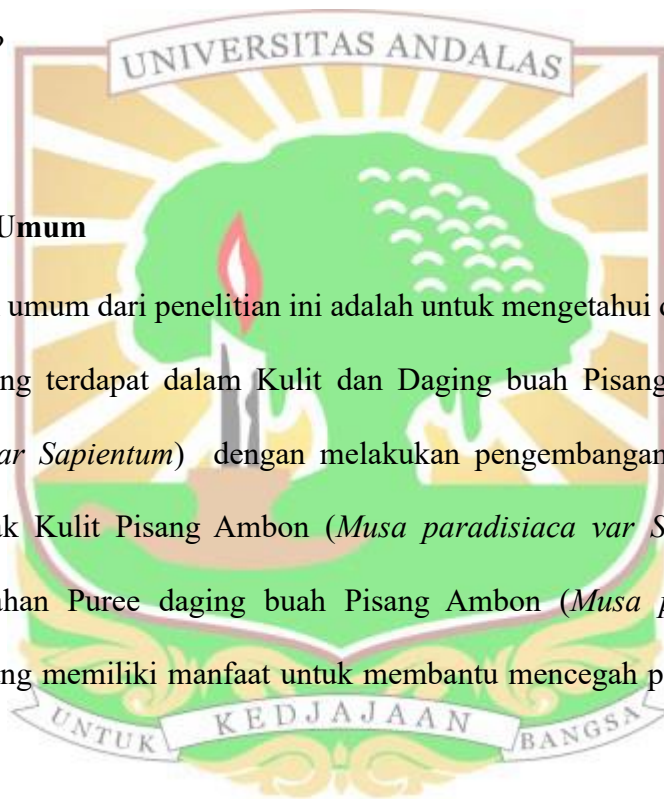 ?
UNIVERSITAS ANDALAS
Umum
umum dari penelitian ini adalah untuk mengetahui
ng terdapat dalam Kulit dan Daging buah Pisang
ar Sapientum) dengan melakukan pengembangan
ak Kulit Pisang Ambon (Musa paradisiaca var S
ahan Puree daging buah Pisang Ambon (Musa p
ng memiliki manfaat untuk membantu mencegah p
UNTUK KEDJAJAAN BANGSA